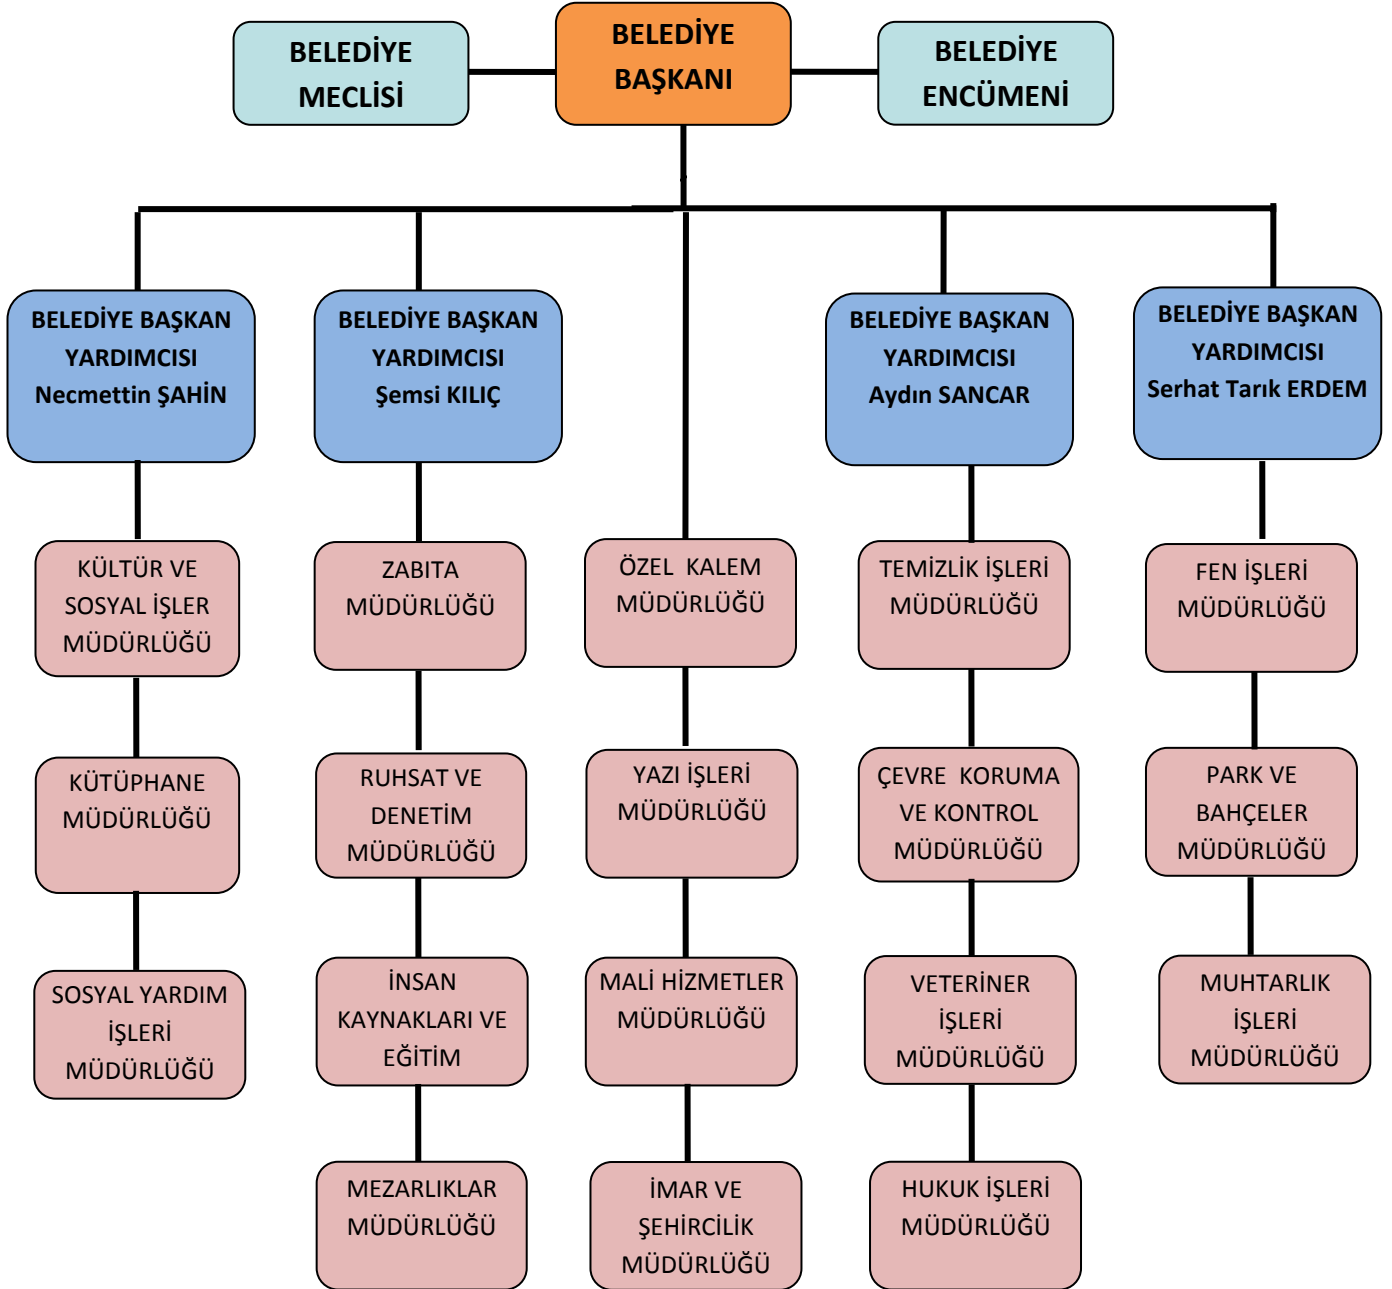 BELEDİYE
MECLİSİ
BELEDİYE
BAŞKANI
BELEDİYE
ENCÜMENİ
BELEDİYE BAŞKAN
YARDIMCISI
Necmettin ŞAHİN
BELEDİYE BAŞKAN
YARDIMCISI
Şemsi KILIÇ
BELEDİYE BAŞKAN
YARDIMCISI
Aydın SANCAR
BELEDİYE BAŞKAN
YARDIMCISI
Serhat Tarık ERDEM
KÜLTÜR VE
SOSYAL İŞLER
MÜDÜRLÜĞÜ
ZABITA
MÜDÜRLÜĞÜ
ÖZEL KALEM
MÜDÜRLÜĞÜ
TEMİZLİK İŞLERİ
MÜDÜRLÜĞÜ
FEN İŞLERİ
MÜDÜRLÜĞÜ
KÜTÜPHANE
MÜDÜRLÜĞÜ
RUHSAT VE
DENETİM
MÜDÜRLÜĞÜ
YAZI İŞLERİ
MÜDÜRLÜĞÜ
ÇEVRE KORUMA
VE KONTROL
MÜDÜRLÜĞÜ
PARK VE
BAHÇELER
MÜDÜRLÜĞÜ
SOSYAL YARDIM
İŞLERİ
MÜDÜRLÜĞÜ
İNSAN
KAYNAKLARI VE
EĞİTİM
MALİ HİZMETLER
MÜDÜRLÜĞÜ
VETERİNER
İŞLERİ
MÜDÜRLÜĞÜ
MUHTARLIK
İŞLERİ
MÜDÜRLÜĞÜ
MEZARLIKLAR
MÜDÜRLÜĞÜ
İMAR VE
ŞEHİRCİLİK
MÜDÜRLÜĞÜ
HUKUK İŞLERİ
MÜDÜRLÜĞÜ